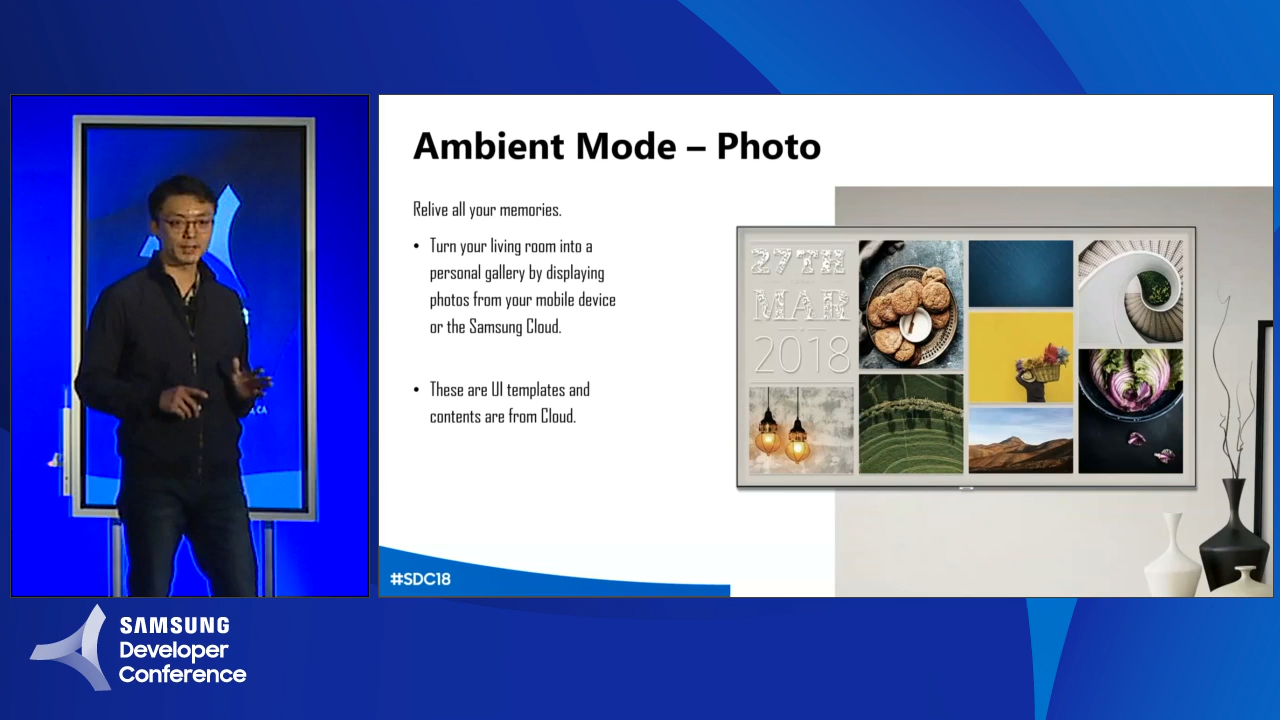 Ambient Mode – Photo
Relive all your memories.
• Turn your living room into a
personal gallery by displaying
photos from your mobile device
or the Samsung Cloud.
• These are UI templates and
contents are from Cloud.
27TH
MAR
2018
CA
#SDC18
SAMSUNG
Developer
Conference